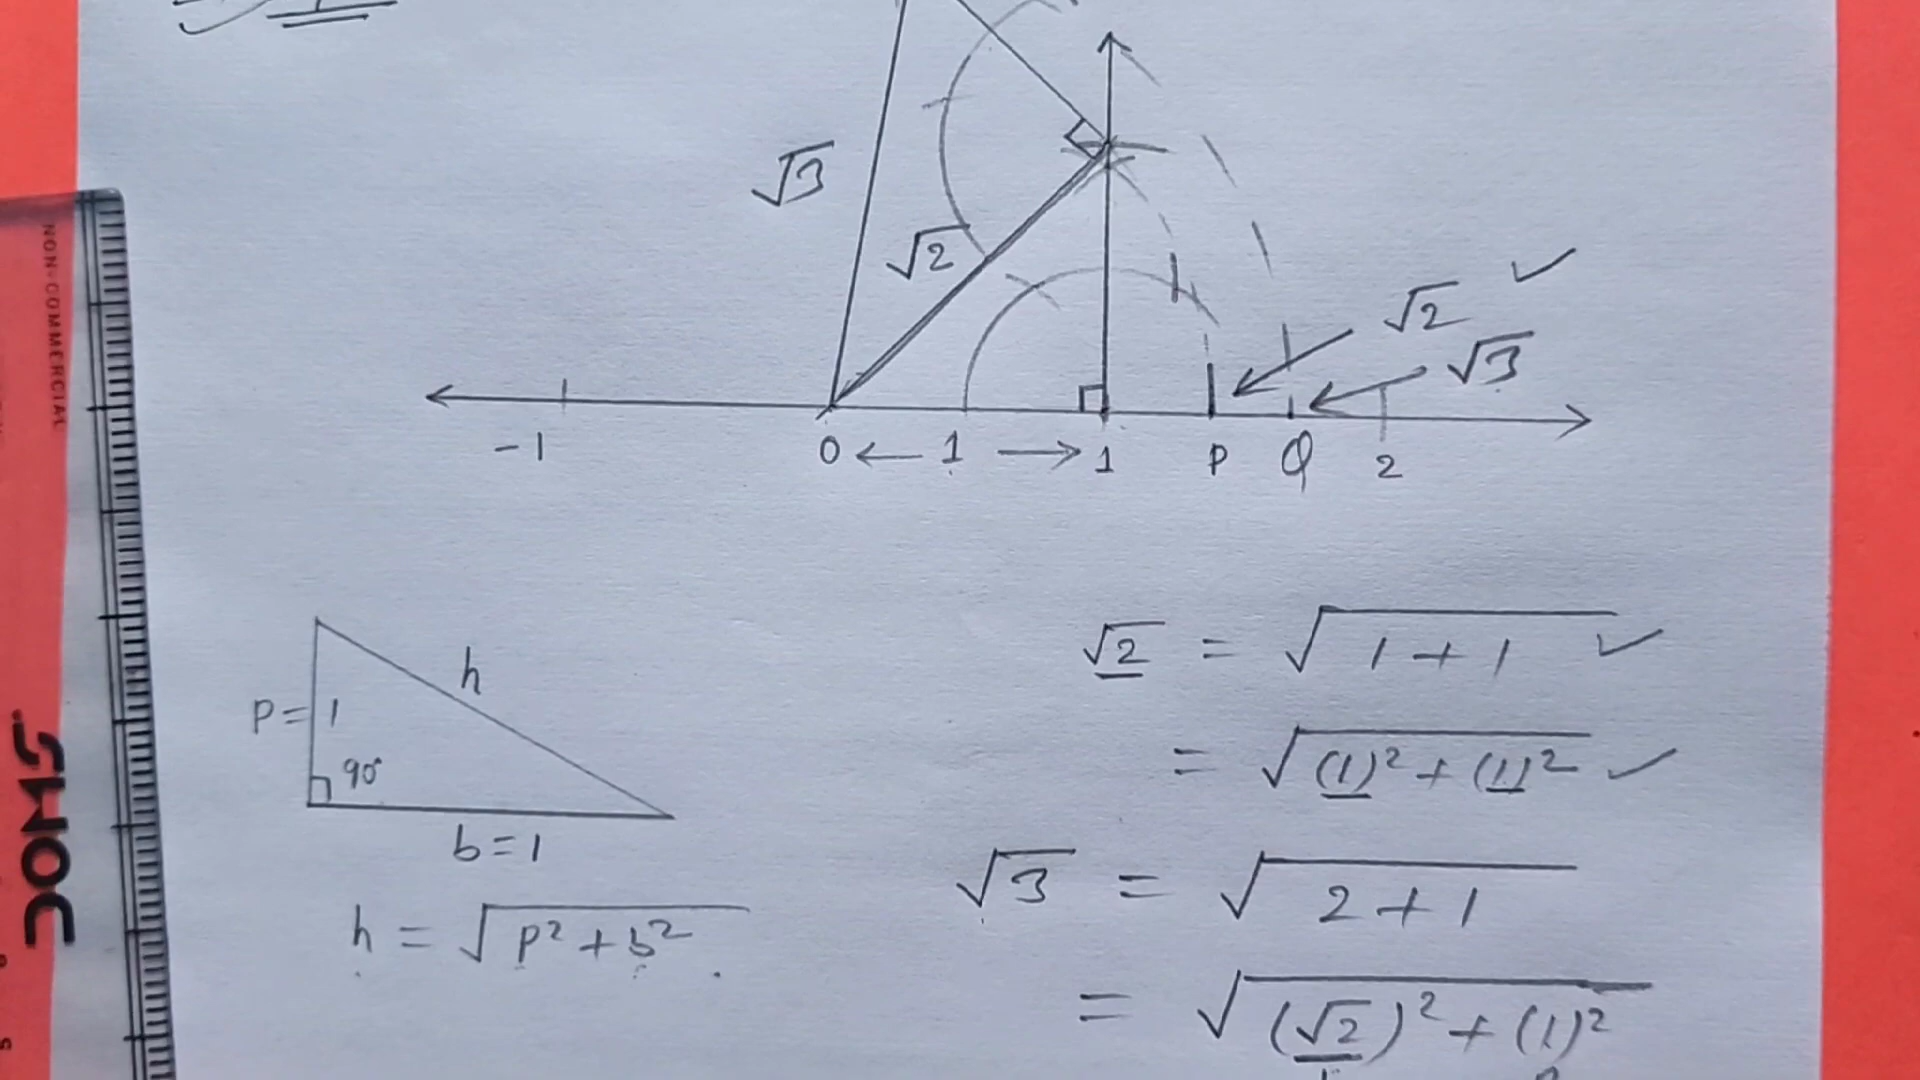 √3
√2
√2 ✓
√3
-1 0 ← 1 → 1 P Q 2
√2 = √1 + 1 ✓
h
P = 1
= √(1)² + (1)² ✓
90°
b = 1
√3 = √2 + 1
h = √p² + b²
= √(√2)² + (1)²
NON-COMMERCIAL
DOMS
5